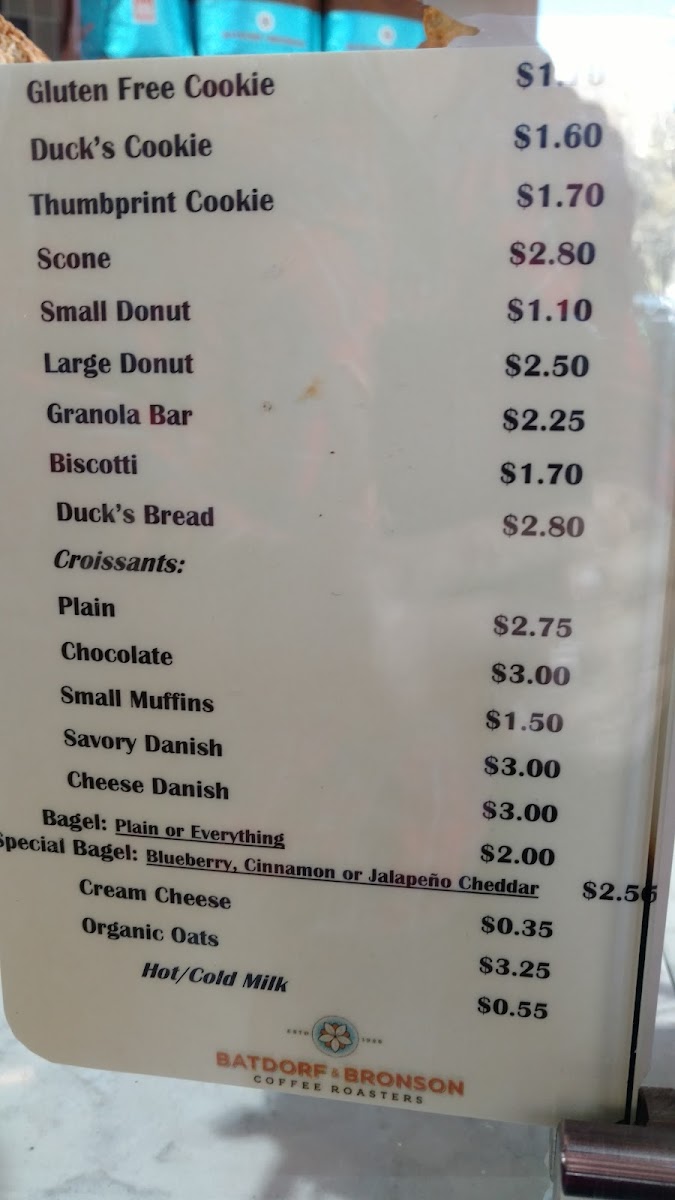 Gluten Free Cookie
Duck's Cookie $1.60
Thumbprint Cookie $1.70
Scone $2.80
Small Donut $1.10
Large Donut $2.50
Granola Bar $2.25
Biscotti $1.70
Duck's Bread $2.80
Croissants:
Plain $2.75
Chocolate $3.00
Small Muffins $1.50
Savory Danish $3.00
Cheese Danish $3.00
Bagel: Plain or Everything $2.00
Special Bagel: Blueberry, Cinnamon or Jalapeño Cheddar
Cream Cheese $0.35
Organic Oats $3.25
Hot/Cold Milk $0.55
BATDORF & BRONSON
COFFEE ROASTERS